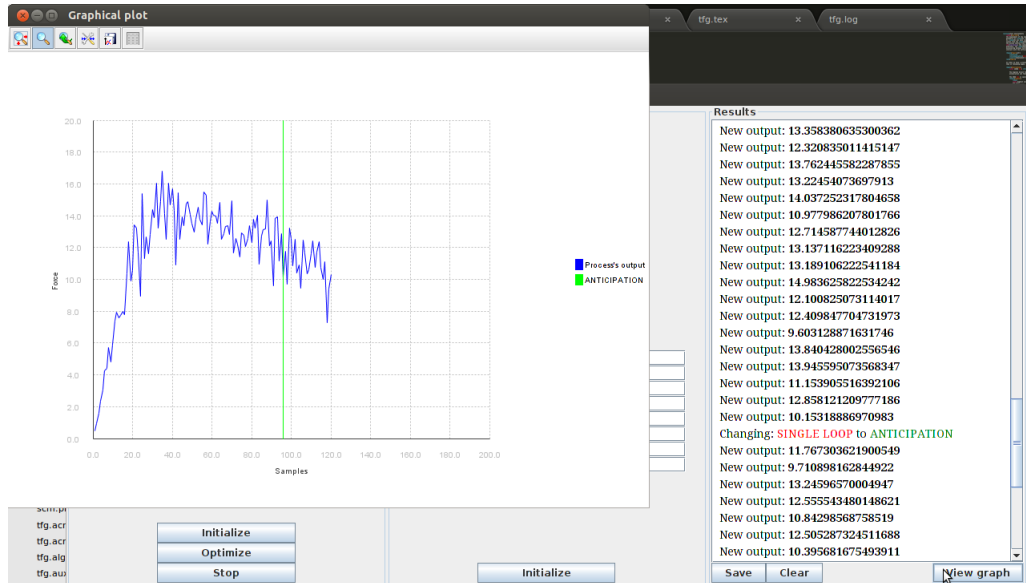 Graphical plot
tfg.tex
tfg.log
20.0
18.0
16.0
14.0
12.0
10.0
8.0
6.0
4.0
2.0
0.0
Force
0.0 20.0 40.0 60.0 80.0 100.0 120.0 140.0 160.0 180.0 200.0
Samples
Process's output
ANTICIPATION
Results
New output: 13.358380635300362
New output: 12.320835011415147
New output: 13.762445582287855
New output: 13.22454073697913
New output: 14.037252317804658
New output: 10.977986207801766
New output: 12.714587744012826
New output: 13.137116223409288
New output: 13.189106222541184
New output: 14.983625822534242
New output: 12.100825073114017
New output: 12.409847704731973
New output: 9.603128871631746
New output: 13.840428002556546
New output: 13.945595073568347
New output: 11.153905516392106
New output: 12.858121209777186
New output: 10.15318886970983
Changing: SINGLE LOOP to ANTICIPATION
New output: 11.767303621900549
New output: 9.710898162844922
New output: 13.24596570004947
New output: 12.555543480148621
New output: 10.84298568758519
New output: 12.505287324511688
New output: 10.395681675493911
tfg.acr
tfg.acr
tfg.alg
tfg.aux
Initialize
Optimize
Stop
Initialize
Save
Clear
View graph